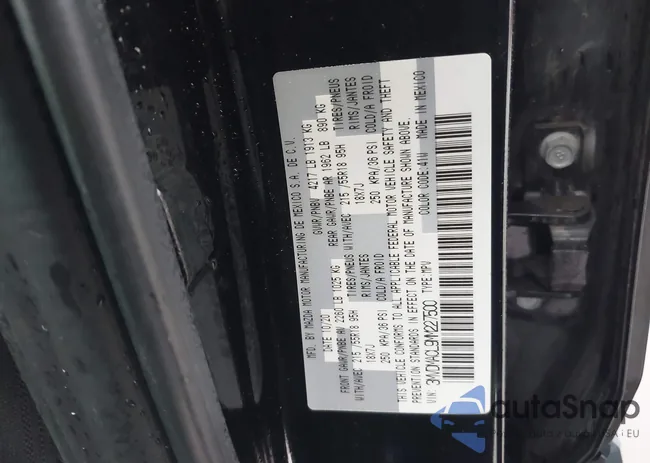 MFD. BY MAZDA MOTOR MANUFACTURING DE MEXICO S.A. DE C.V.
DATE 10/20 GVWR/PNBV 4217 LB 1913 KG
FRONT GAWR/PNBE AV 2260 LB 1025 KG REAR GAWR/PNBE AR 1962 LB 890 KG
TIRES/PNEUS WITH/AVEC 215/55R18 95H TIRES/PNEUS
WITH/AVEC 215/55R18 95H
18X7J RIMS/JANTES 18X7J RIMS/JANTES
250 KPA/36 PSI COLD/A FROID 250 KPA/36 PSI COLD/A FROID
THIS VEHICLE CONFORMS TO ALL APPLICABLE FEDERAL MOTOR VEHICLE SAFETY AND THEFT
PREVENTION STANDARDS IN EFFECT ON THE DATE OF MANUFACTURE SHOWN ABOVE.
VIN: 3MVDMACL9MM227500 TYPE:MPV COLOR CODE:41W MADE IN MEXICO
autoSnap